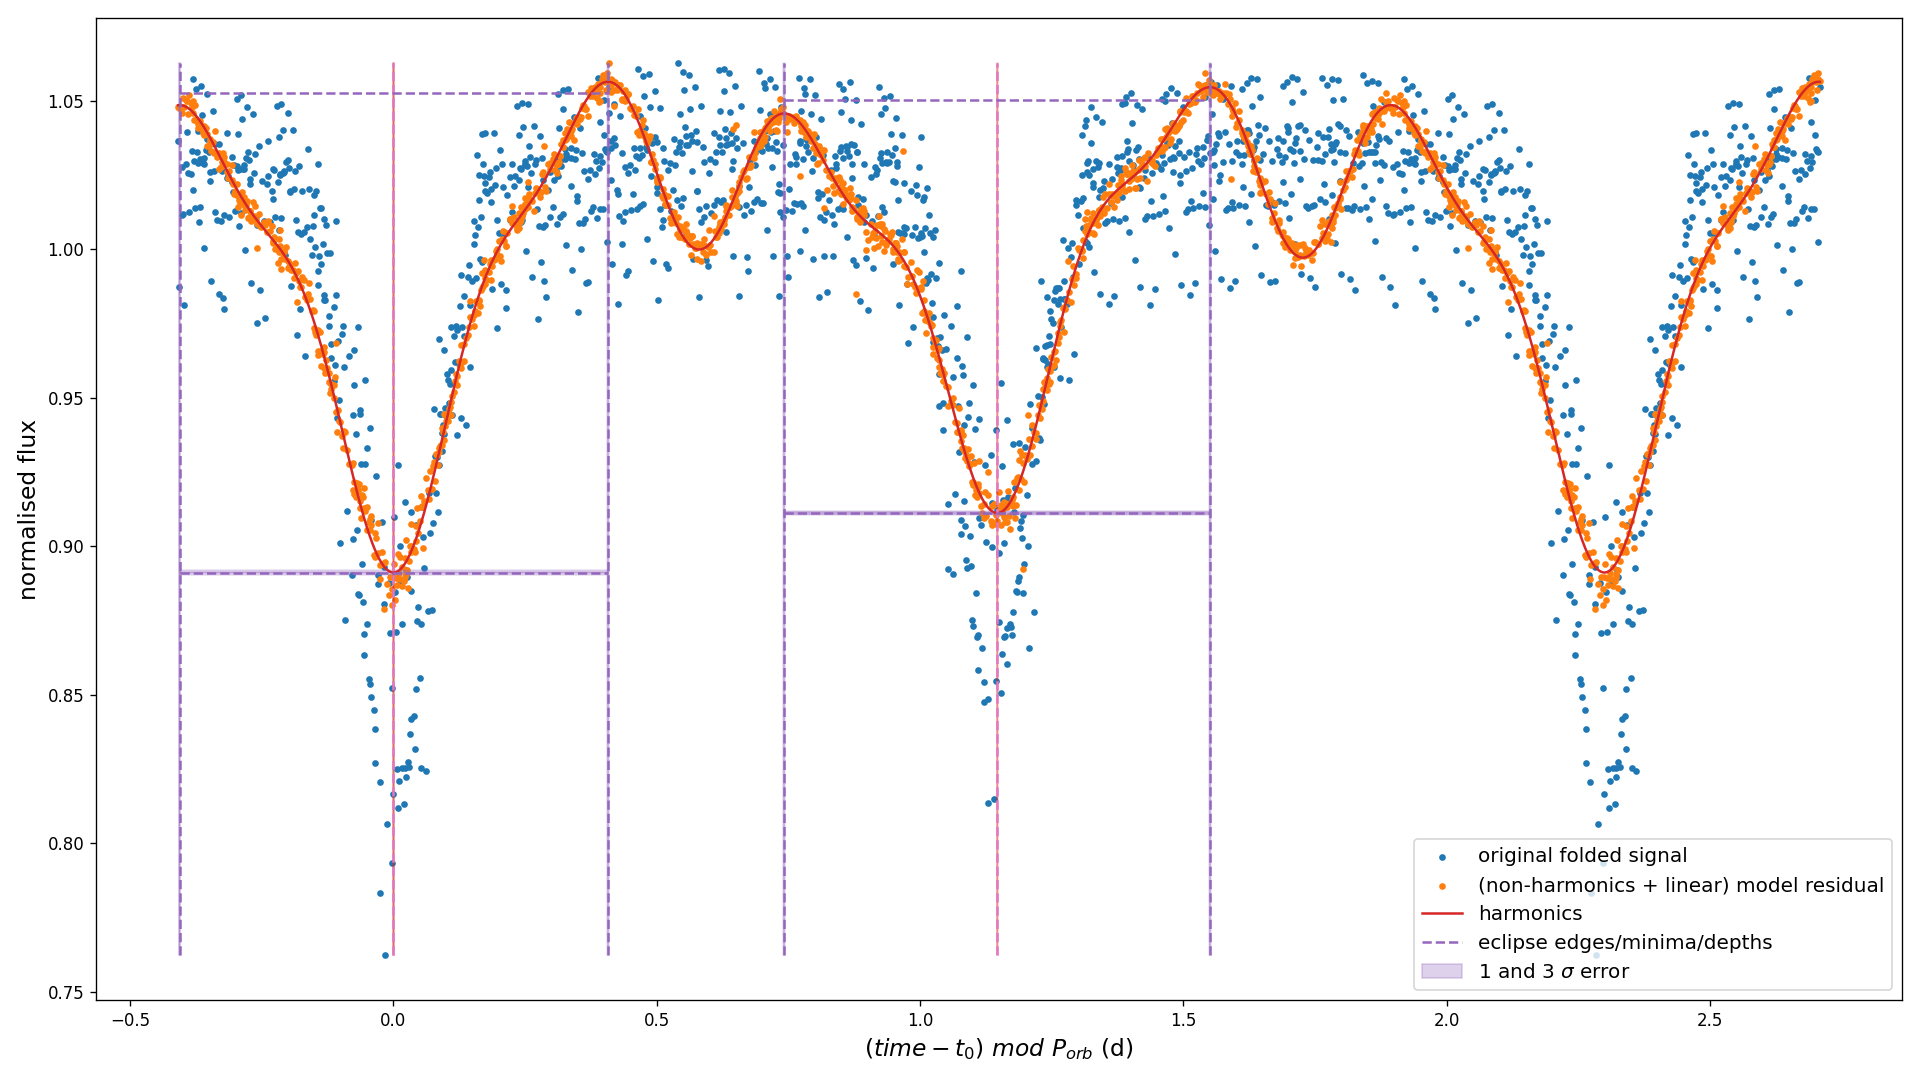 normalised flux
1.05
1.00
0.95
0.90
0.85
0.80
0.75
−0.5 0.0 0.5 1.0 1.5 2.0 2.5
(time − t₀) mod Pₒᵣb (d)
original folded signal
(non-harmonics + linear) model residual
harmonics
eclipse edges/minima/depths
1 and 3 σ error